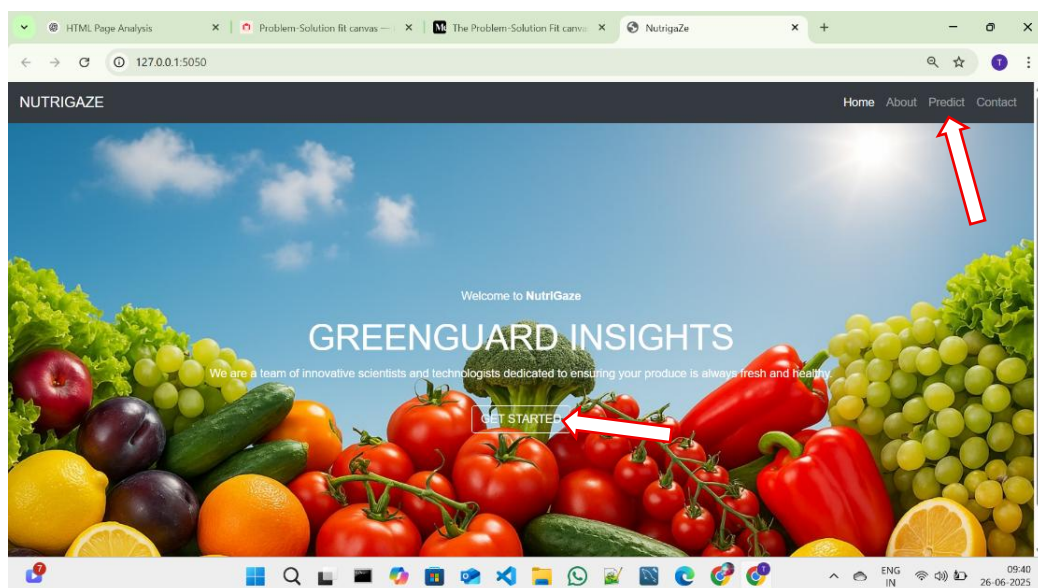 HTML Page Analysis
Problem-Solution fit canvas —
The Problem-Solution Fit canva
NutrigaZe
127.0.0.1:5050
T
NUTRIGAZE
Home About Predict Contact
Welcome to NutriGaze
GREENGUARD INSIGHTS
We are a team of innovative scientists and technologists dedicated to ensuring your produce is always fresh and healthy.
GET STARTED
7
ENG
IN
09:40
26-06-2025